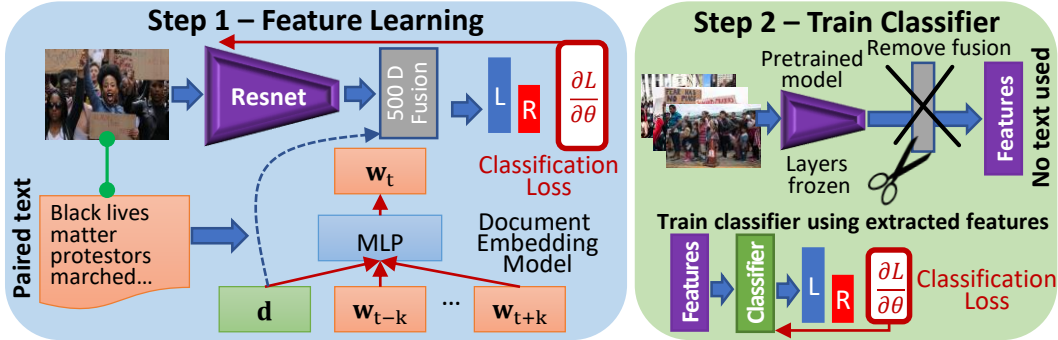 Step 1 – Feature Learning
Resnet
500 D
Fusion
L
R
∂L
∂θ
Classification
Loss
Paired text
Black lives
matter
protestors
marched...
w_t
MLP
Document
Embedding
Model
d
w_{t−k}
...
w_{t+k}
Step 2 – Train Classifier
Pretrained
model
Remove fusion
Layers
frozen
Features
No text used
Train classifier using extracted features
Features
Classifier
L
R
∂L
∂θ
Classification
Loss